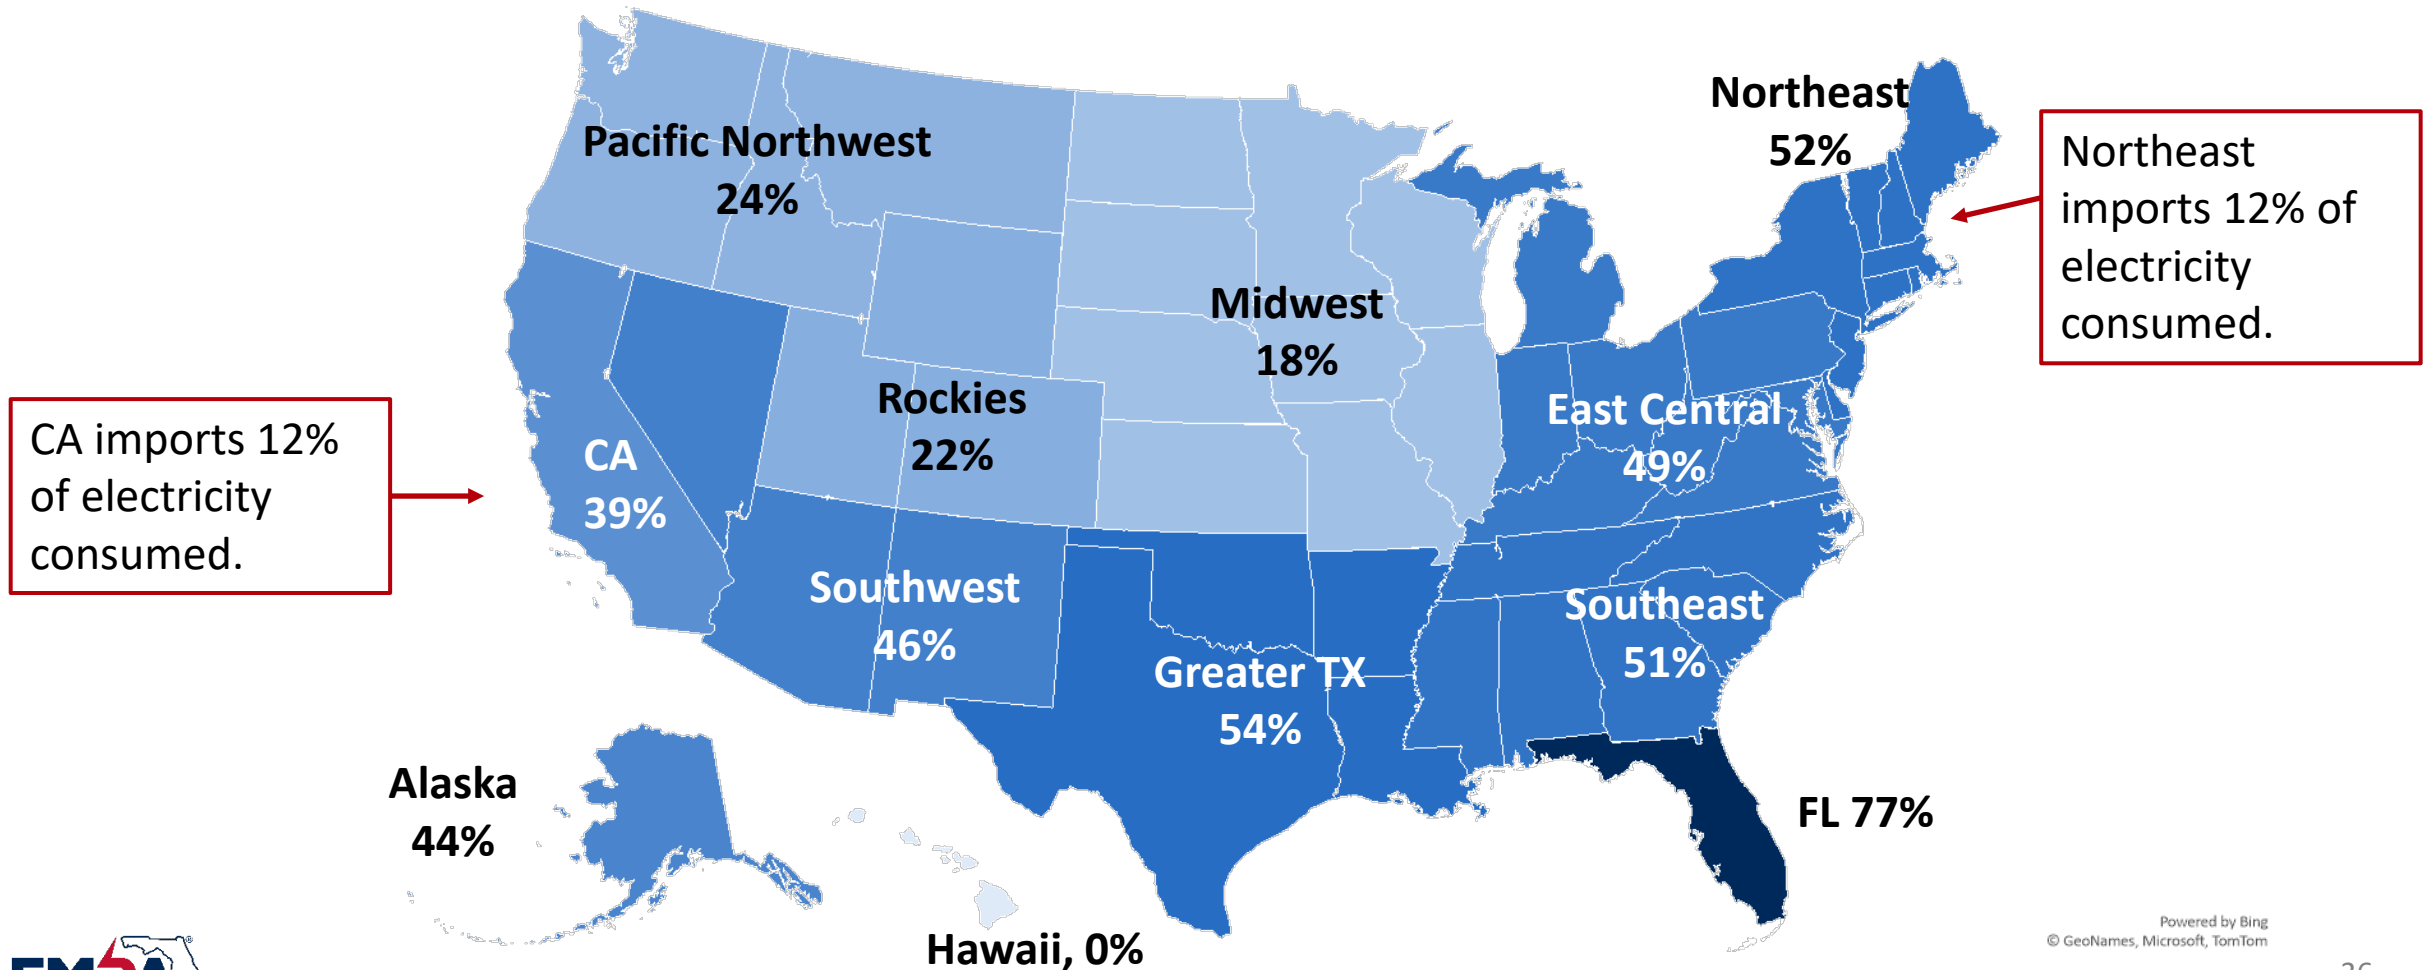 Northeast
52%
Pacific Northwest
24%
Northeast
imports 12% of
electricity
consumed.
Midwest
18%
Rockies
22%
East Central
49%
CA imports 12%
of electricity
consumed.
CA
39%
Southwest
46%
Southeast
51%
Greater TX
54%
Alaska
44%
FL 77%
Hawaii, 0%
Powered by Bing
© GeoNames, Microsoft, TomTom